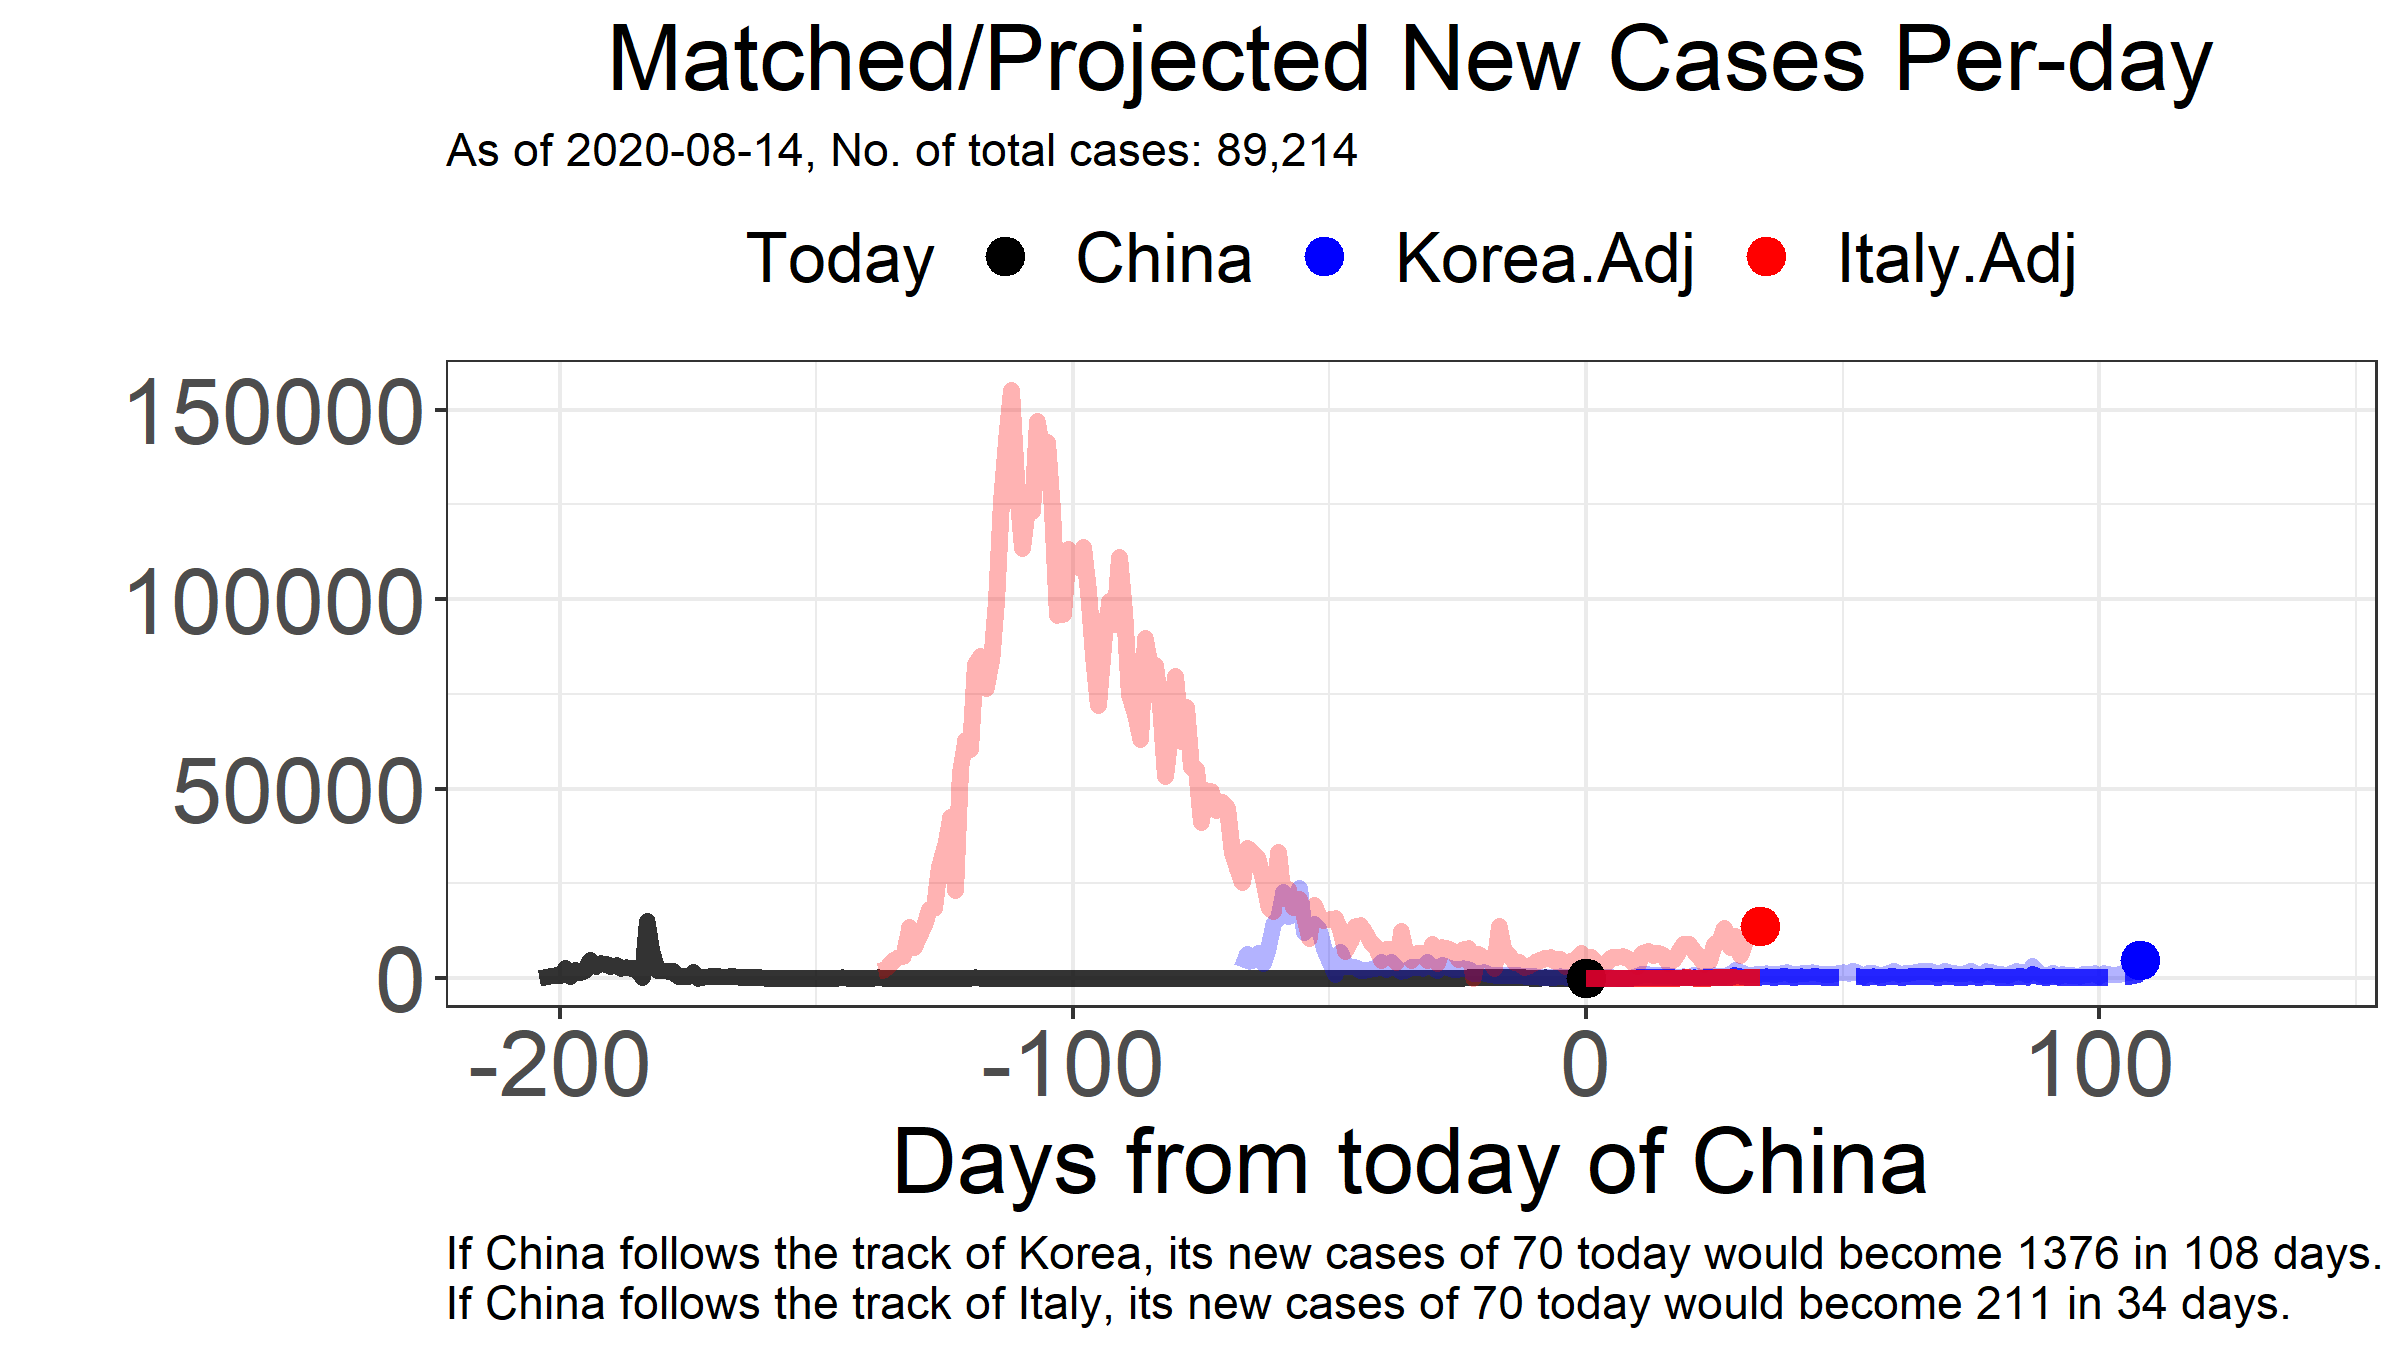 Matched/Projected New Cases Per-day
As of 2020-08-14, No. of total cases: 89,214
Today China Korea.Adj Italy.Adj
150000
100000
50000
0
-200 -100 0 100
Days from today of China
If China follows the track of Korea, its new cases of 70 today would become 1376 in 108 days.
If China follows the track of Italy, its new cases of 70 today would become 211 in 34 days.